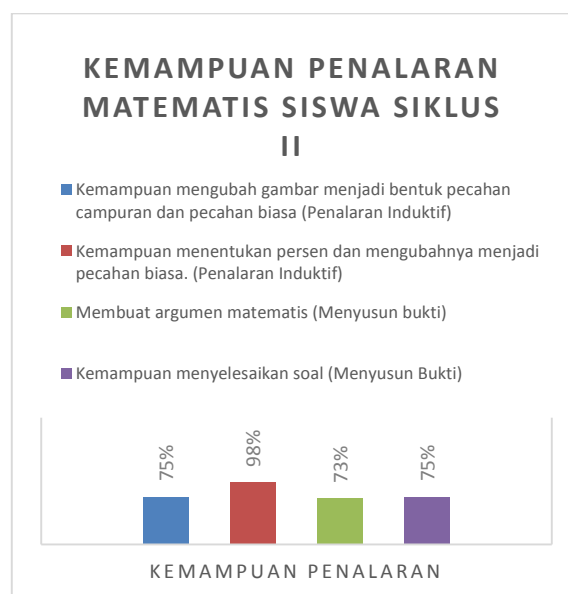 KEMAMPUAN PENALARAN
MATEMATIS SISWA SIKLUS
II
Kemampuan mengubah gambar menjadi bentuk pecahan
campuran dan pecahan biasa (Penalaran Induktif)
Kemampuan menentukan persen dan mengubahnya menjadi
pecahan biasa. (Penalaran Induktif)
Membuat argumen matematis (Menyusun bukti)
Kemampuan menyelesaikan soal (Menyusun Bukti)
75%
98%
73%
75%
KEMAMPUAN PENALARAN